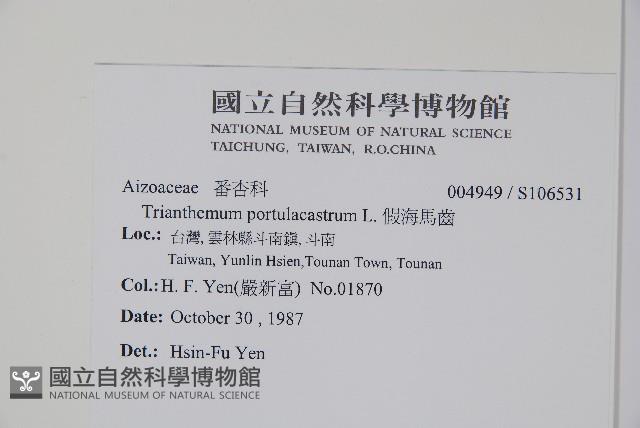 國立自然科學博物館
NATIONAL MUSEUM OF NATURAL SCIENCE
TAICHUNG, TAIWAN, R.O.CHINA
Aizoaceae 番杏科 004949 / S106531
Trianthemum portulacastrum L. 假海馬齒
Loc.: 台灣, 雲林縣斗南鎮, 斗南
Taiwan, Yunlin Hsien,Tounan Town, Tounan
Col.: H. F. Yen(嚴新富) No.01870
Date: October 30 , 1987
Det.: Hsin-Fu Yen
國立自然科學博物館
NATIONAL MUSEUM OF NATURAL SCIENCE